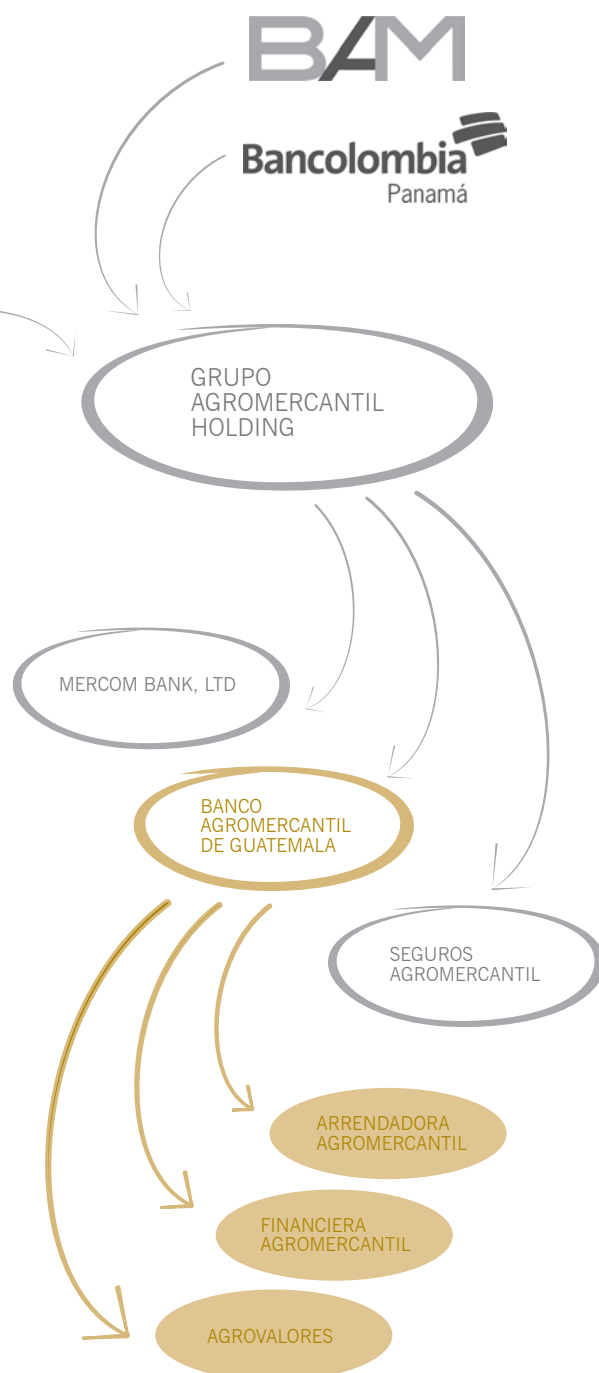 BAM
Bancolombia
Panamá
GRUPO
AGROMERCANTIL
HOLDING
MERCOM BANK, LTD
BANCO
AGROMERCANTIL
DE GUATEMALA
SEGUROS
AGROMERCANTIL
ARRENDADORA
AGROMERCANTIL
FINANCIERA
AGROMERCANTIL
AGROVALORES